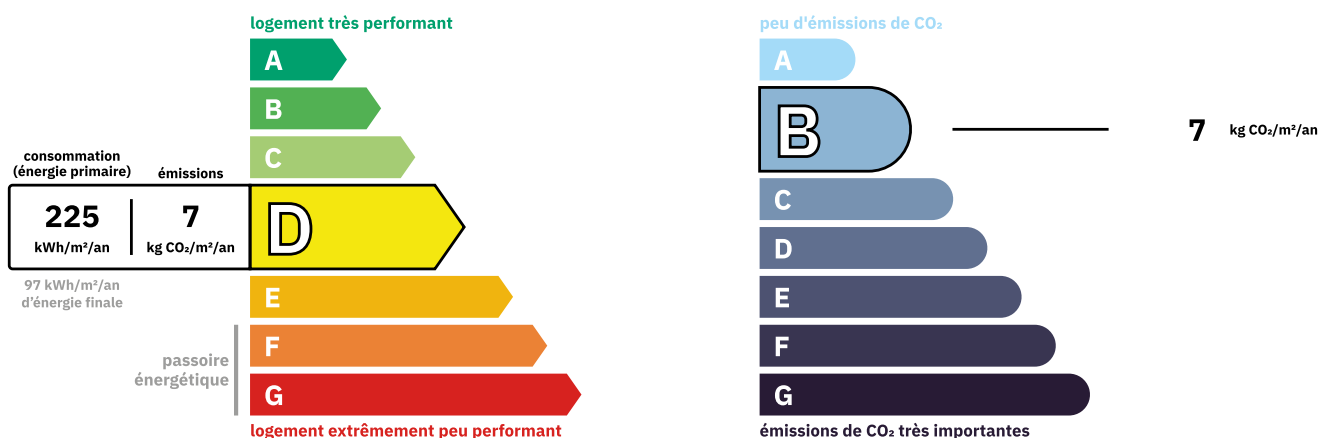 logement très performant
A
B
C
consommation
(énergie primaire)
émissions
225
kWh/m²/an
7
kg CO₂/m²/an
D
97 kWh/m²/an
d'énergie finale
E
passoire
énergétique
F
G
logement extrêmement peu performant
peu d'émissions de CO₂
A
B
7 kg CO₂/m²/an
C
D
E
F
G
émissions de CO₂ très importantes